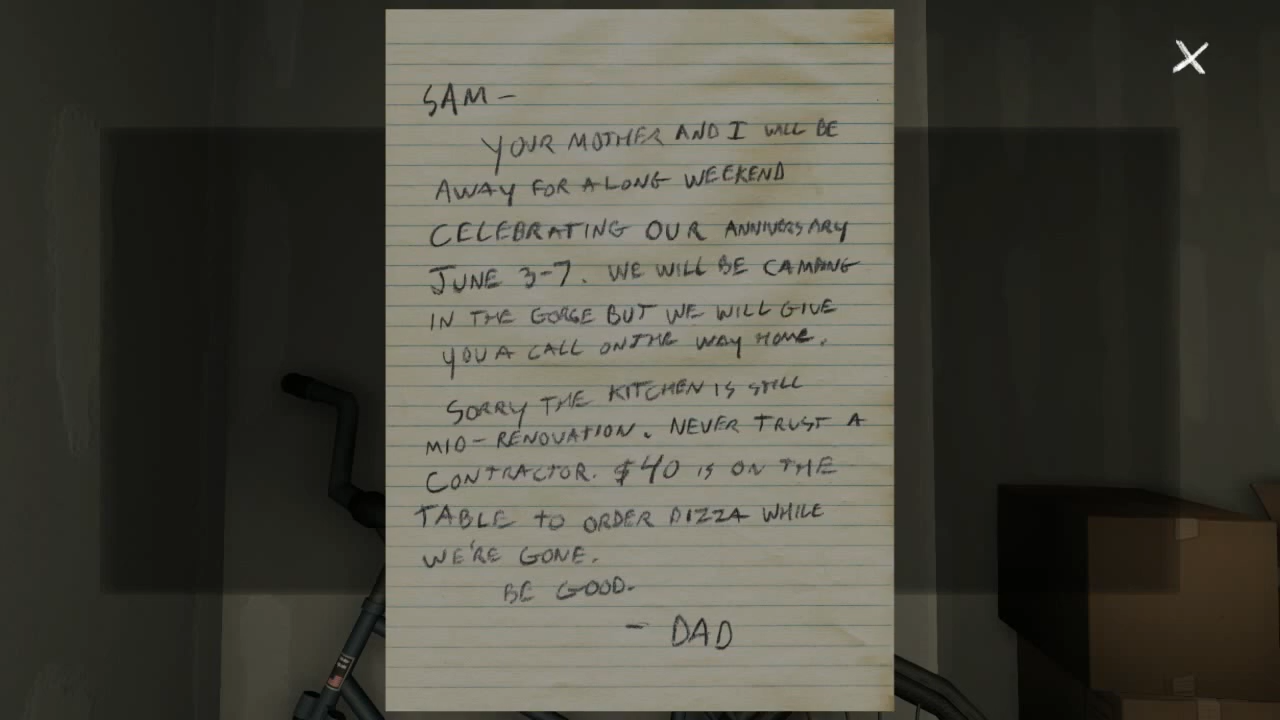 SAM –
YOUR MOTHER AND I WILL BE
AWAY FOR A LONG WEEKEND
CELEBRATING OUR ANNIVERSARY
JUNE 3-7. WE WILL BE CAMPING
IN THE GORGE BUT WE WILL GIVE
YOU A CALL ON THE WAY HOME.
SORRY THE KITCHEN IS STILL
MID-RENOVATION. NEVER TRUST A
CONTRACTOR. $40 IS ON THE
TABLE TO ORDER PIZZA WHILE
WE'RE GONE.
BE GOOD.
– DAD